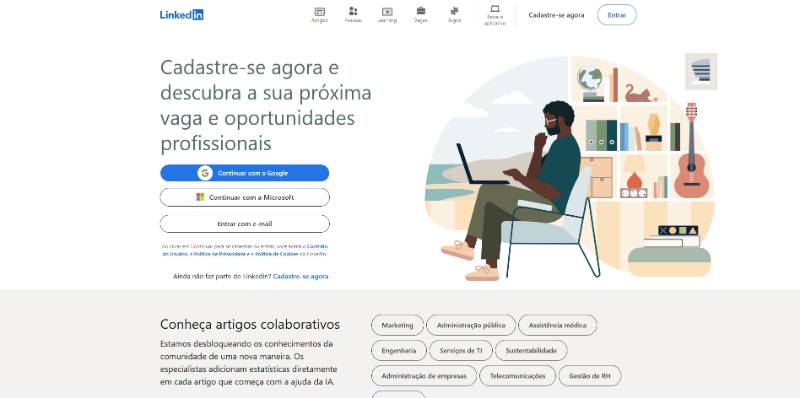 LinkedIn
Artigos
Pessoas
Learning
Vagas
Jogos
Baixe o
aplicativo
Cadastre-se agora
Entrar
Cadastre-se agora e
descubra a sua próxima
vaga e oportunidades
profissionais
Continuar com o Google
Continuar com a Microsoft
Entrar com e-mail
Ao clicar em Continuar para se cadastrar ou entrar, você aceita o Contrato
do Usuário, a Política de Privacidade e a Política de Cookies do LinkedIn.
Ainda não faz parte do LinkedIn? Cadastre-se agora
Conheça artigos colaborativos
Estamos desbloqueando os conhecimentos da
comunidade de uma nova maneira. Os
especialistas adicionam estatísticas diretamente
em cada artigo que começa com a ajuda da IA.
Marketing
Administração pública
Assistência médica
Engenharia
Serviços de TI
Sustentabilidade
Administração de empresas
Telecomunicações
Gestão de RH